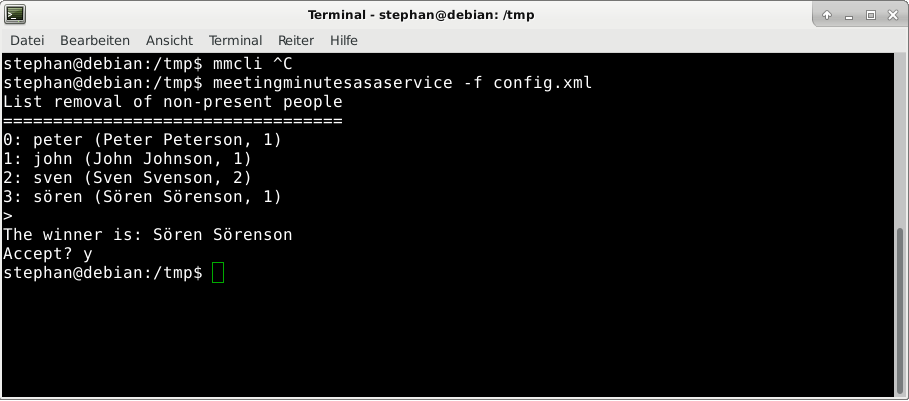 Terminal - stephan@debian: /tmp
Datei Bearbeiten Ansicht Terminal Reiter Hilfe
stephan@debian:/tmp$ mmcli ^C
stephan@debian:/tmp$ meetingminutesasaservice -f config.xml
List removal of non-present people
==================================
0: peter (Peter Peterson, 1)
1: john (John Johnson, 1)
2: sven (Sven Svenson, 2)
3: sören (Sören Sörenson, 1)
>
The winner is: Sören Sörenson
Accept? y
stephan@debian:/tmp$